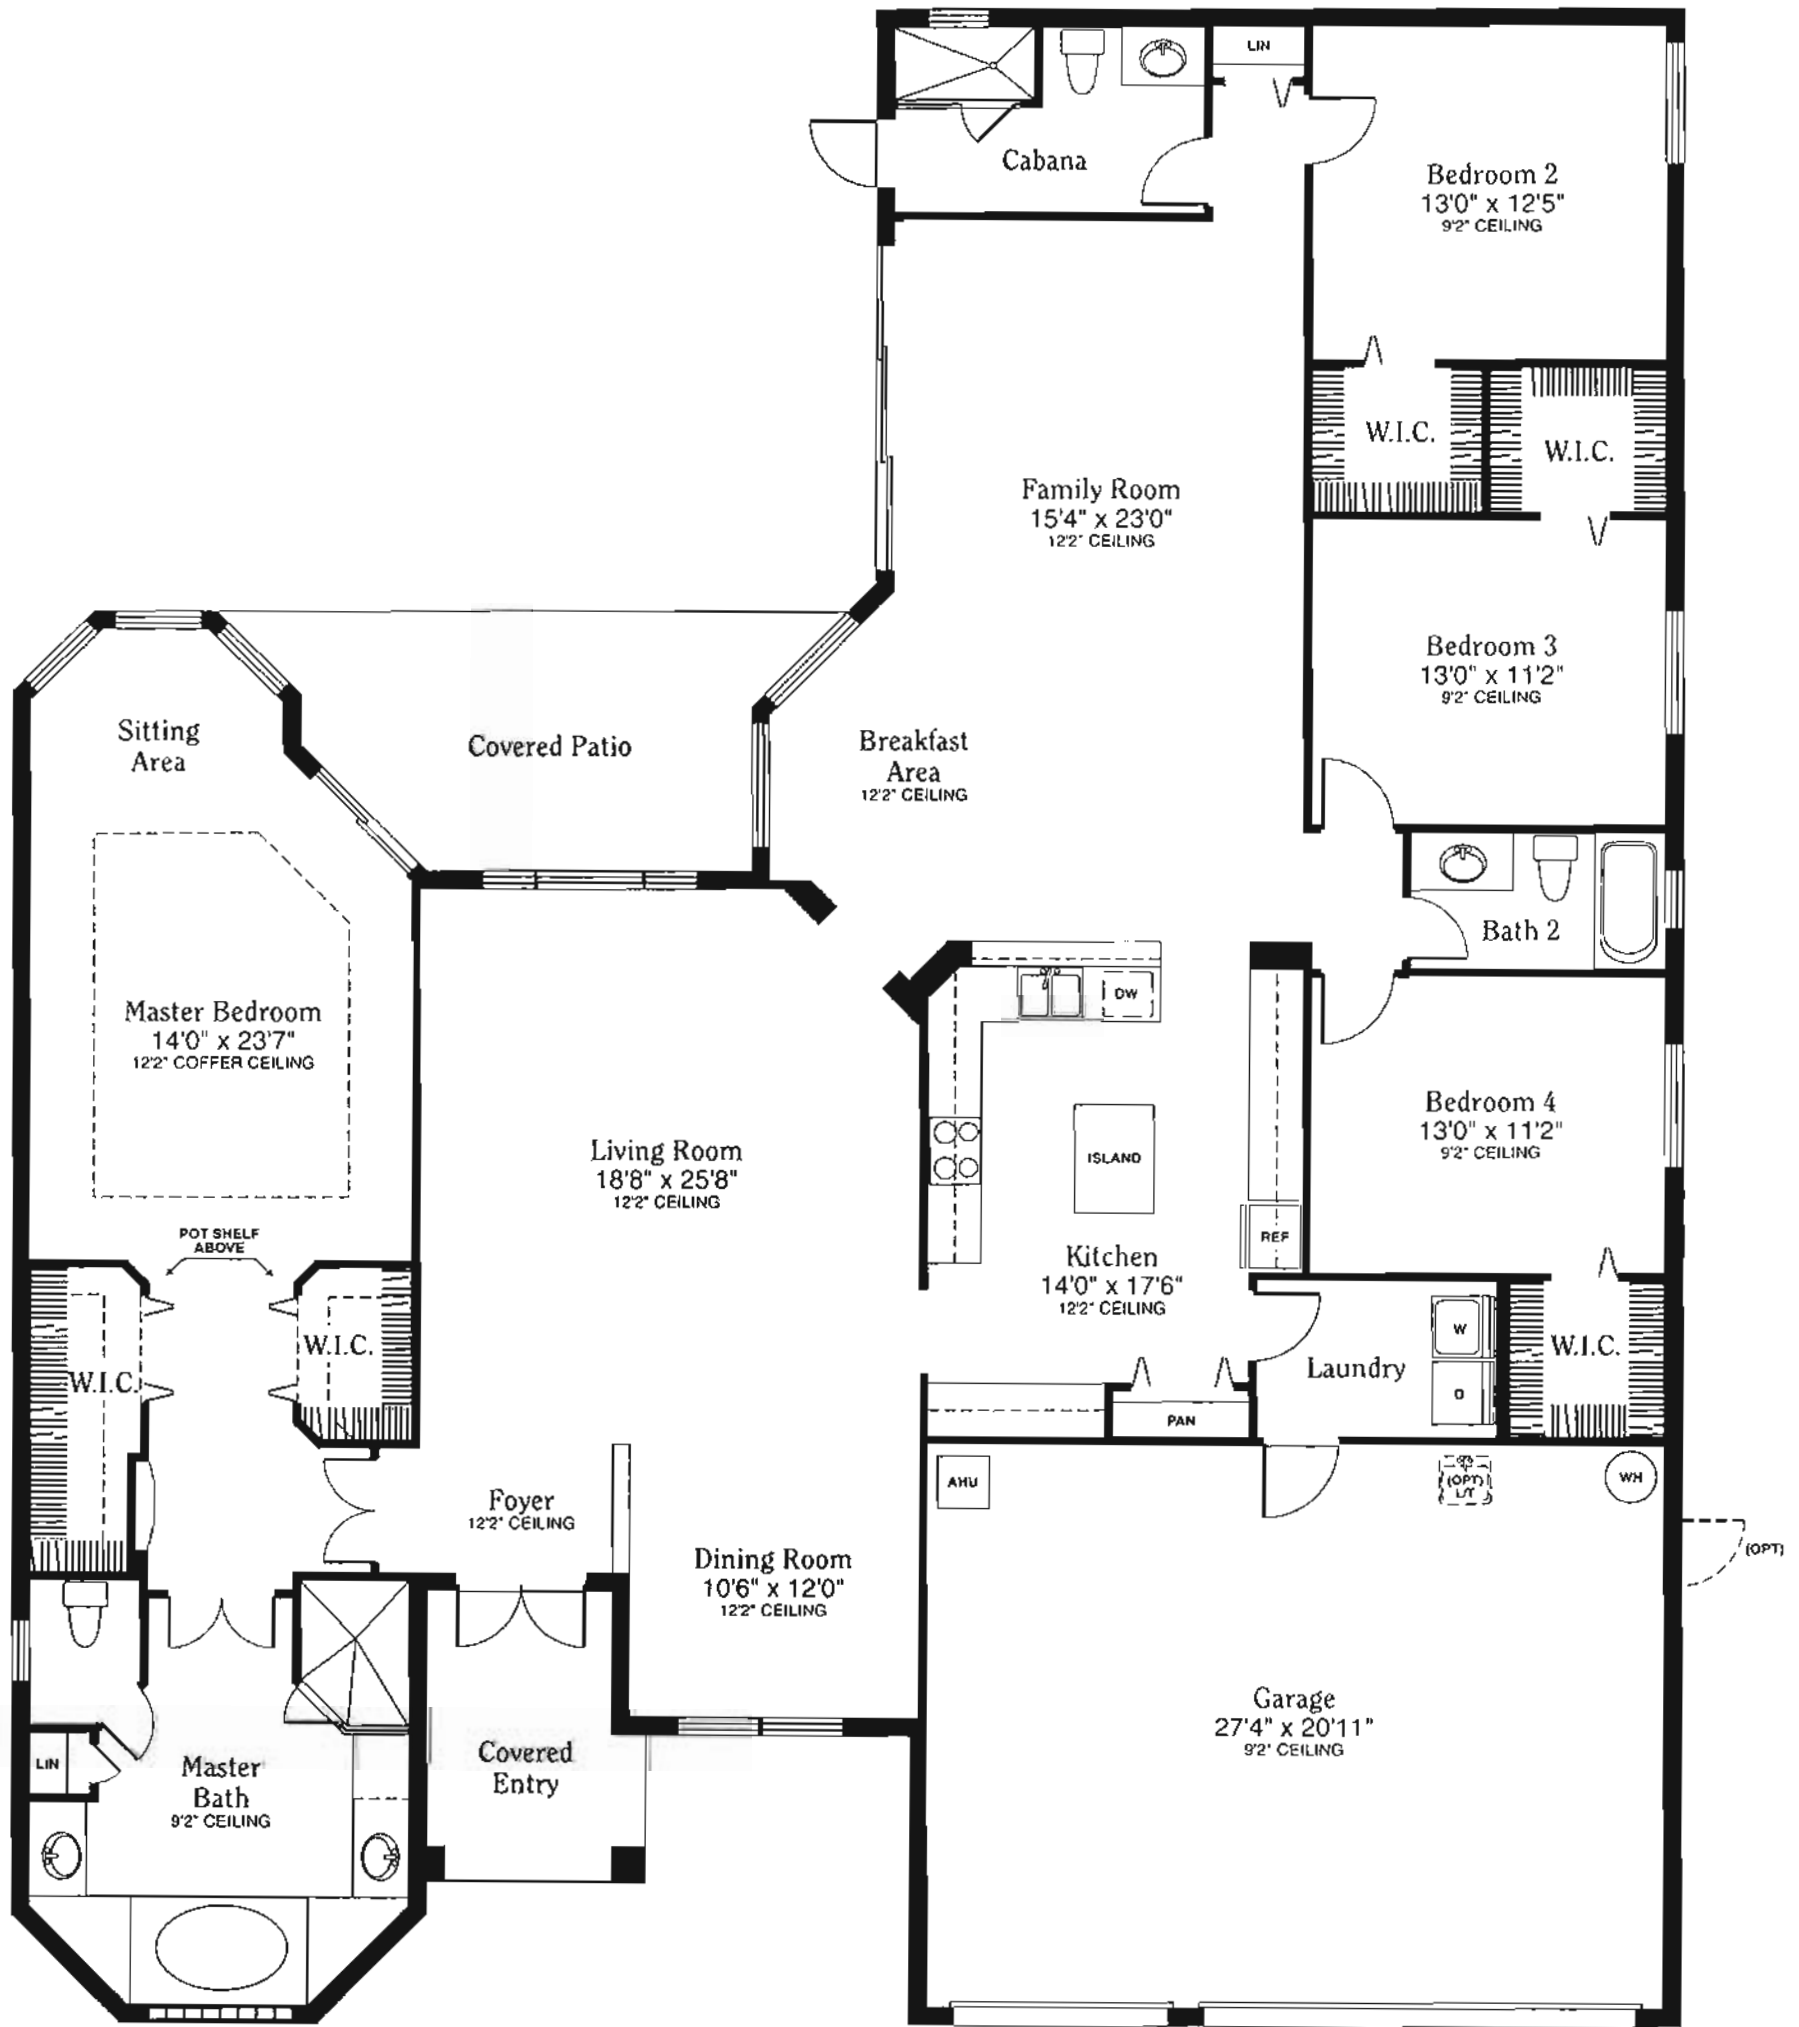 LIN
Cabana
Bedroom 2
13'0" x 12'5"
9'2" CEILING
W.I.C.
W.I.C.
Family Room
15'4" x 23'0"
12'2" CEILING
Bedroom 3
13'0" x 11'2"
9'2" CEILING
Sitting
Area
Covered Patio
Breakfast
Area
12'2" CEILING
Bath 2
DW
Master Bedroom
14'0" x 23'7"
12'2" COFFER CEILING
Bedroom 4
13'0" x 11'2"
9'2" CEILING
Living Room
18'8" x 25'8"
12'2" CEILING
ISLAND
POT SHELF
ABOVE
REF
Kitchen
14'0" x 17'6"
12'2" CEILING
W.I.C.
W.I.C.
W
D
Laundry
W.I.C.
PAN
AHU
(OPT)
L/T
WH
Foyer
12'2" CEILING
(OPT)
Dining Room
10'6" x 12'0"
12'2" CEILING
Garage
27'4" x 20'11"
9'2" CEILING
LIN
Master
Bath
9'2" CEILING
Covered
Entry